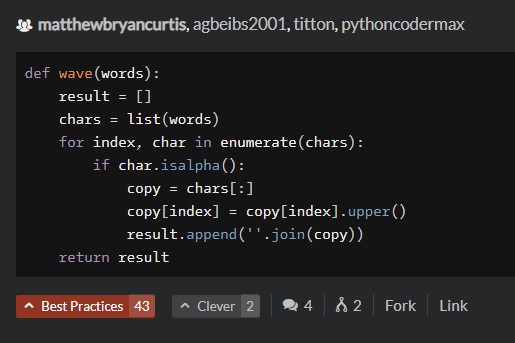 matthewbryancurtis, agbeibs2001, titton, pythoncodermax
def wave(words):
    result = []
    chars = list(words)
    for index, char in enumerate(chars):
        if char.isalpha():
            copy = chars[:]
            copy[index] = copy[index].upper()
            result.append(''.join(copy))
    return result
Best Practices 43 Clever 2 4 2 Fork Link